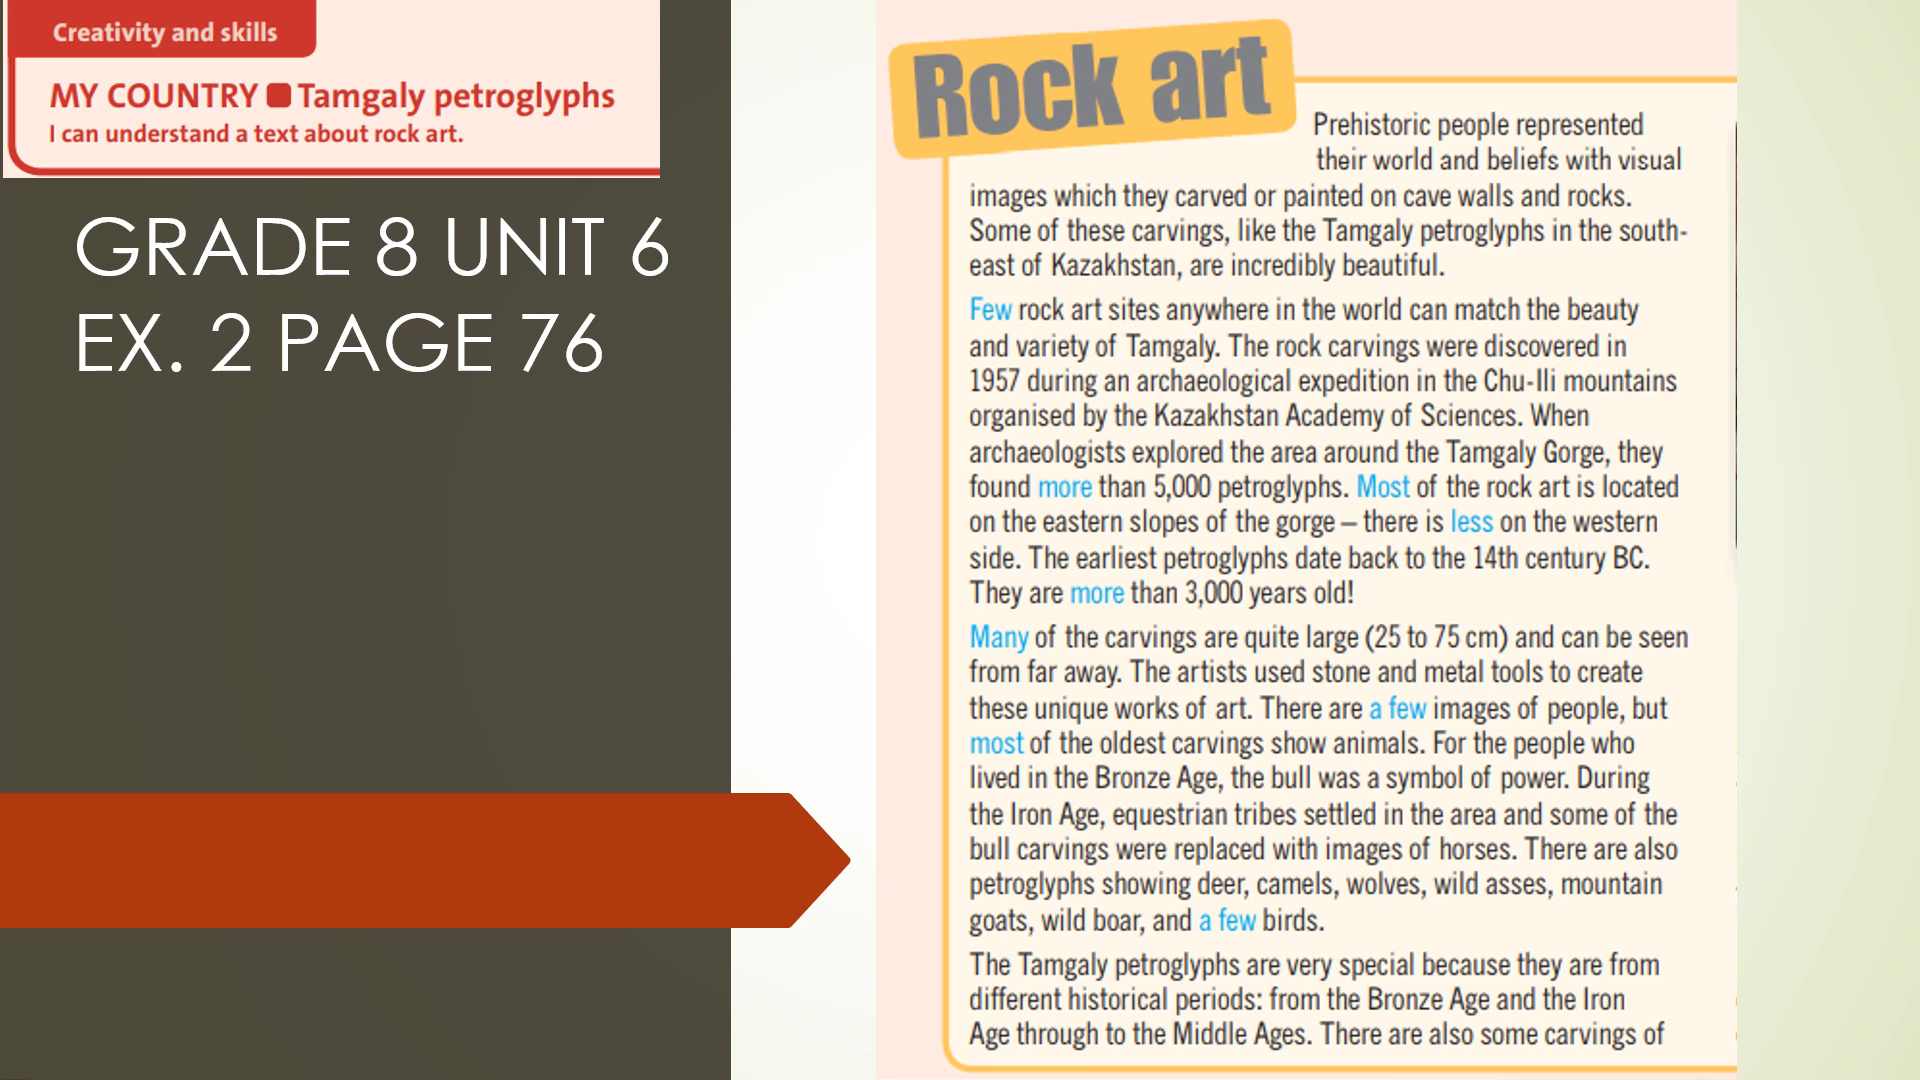 Creativity and skills
MY COUNTRY ■ Tamgaly petroglyphs
I can understand a text about rock art.
GRADE 8 UNIT 6
EX. 2 PAGE 76
Rock art
Prehistoric people represented
their world and beliefs with visual
images which they carved or painted on cave walls and rocks.
Some of these carvings, like the Tamgaly petroglyphs in the south-
east of Kazakhstan, are incredibly beautiful.
Few rock art sites anywhere in the world can match the beauty
and variety of Tamgaly. The rock carvings were discovered in
1957 during an archaeological expedition in the Chu-Ili mountains
organised by the Kazakhstan Academy of Sciences. When
archaeologists explored the area around the Tamgaly Gorge, they
found more than 5,000 petroglyphs. Most of the rock art is located
on the eastern slopes of the gorge – there is less on the western
side. The earliest petroglyphs date back to the 14th century BC.
They are more than 3,000 years old!
Many of the carvings are quite large (25 to 75 cm) and can be seen
from far away. The artists used stone and metal tools to create
these unique works of art. There are a few images of people, but
most of the oldest carvings show animals. For the people who
lived in the Bronze Age, the bull was a symbol of power. During
the Iron Age, equestrian tribes settled in the area and some of the
bull carvings were replaced with images of horses. There are also
petroglyphs showing deer, camels, wolves, wild asses, mountain
goats, wild boar, and a few birds.
The Tamgaly petroglyphs are very special because they are from
different historical periods: from the Bronze Age and the Iron
Age through to the Middle Ages. There are also some carvings of